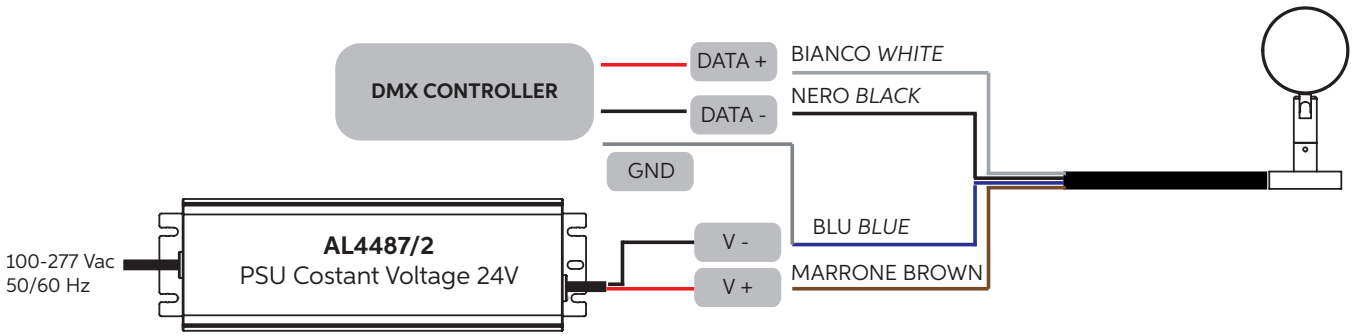 DATA + BIANCO WHITE
DMX CONTROLLER
NERO BLACK
DATA -
GND
BLU BLUE
V -
AL4487/2
100-277 Vac
PSU Costant Voltage 24V
MARRONE BROWN
50/60 Hz
V +